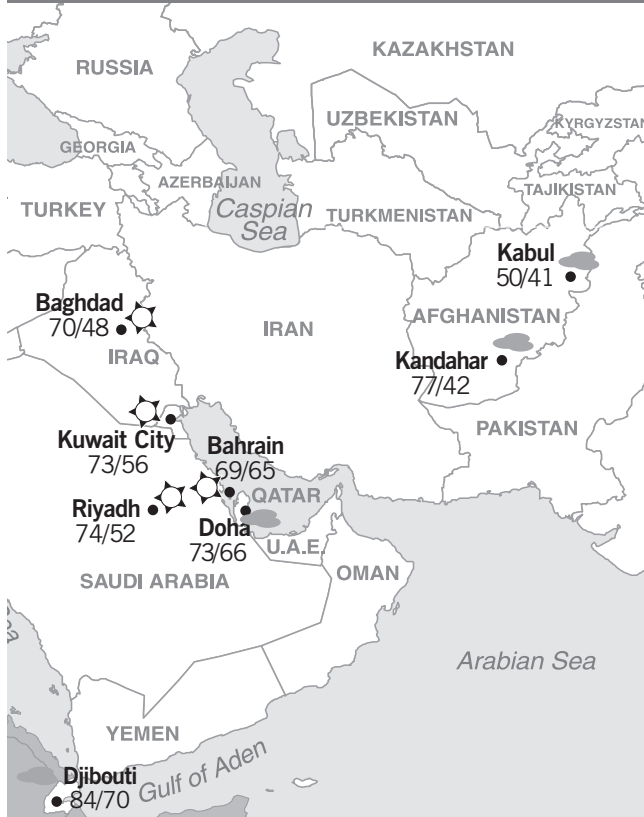 KAZAKHSTAN
RUSSIA
UZBEKISTAN
KYRGYZSTAN
GEORGIA
AZERBAIJAN
TAJIKISTAN
TURKEY
Caspian
Sea
TURKMENISTAN
Kabul
50/41
Baghdad
70/48
IRAN
AFGHANISTAN
IRAQ
Kandahar
77/42
PAKISTAN
Kuwait City
73/56
Bahrain
69/65
Riyadh
74/52
QATAR
Doha
73/66
U.A.E.
SAUDI ARABIA
OMAN
Arabian Sea
YEMEN
Gulf of Aden
Djibouti
84/70